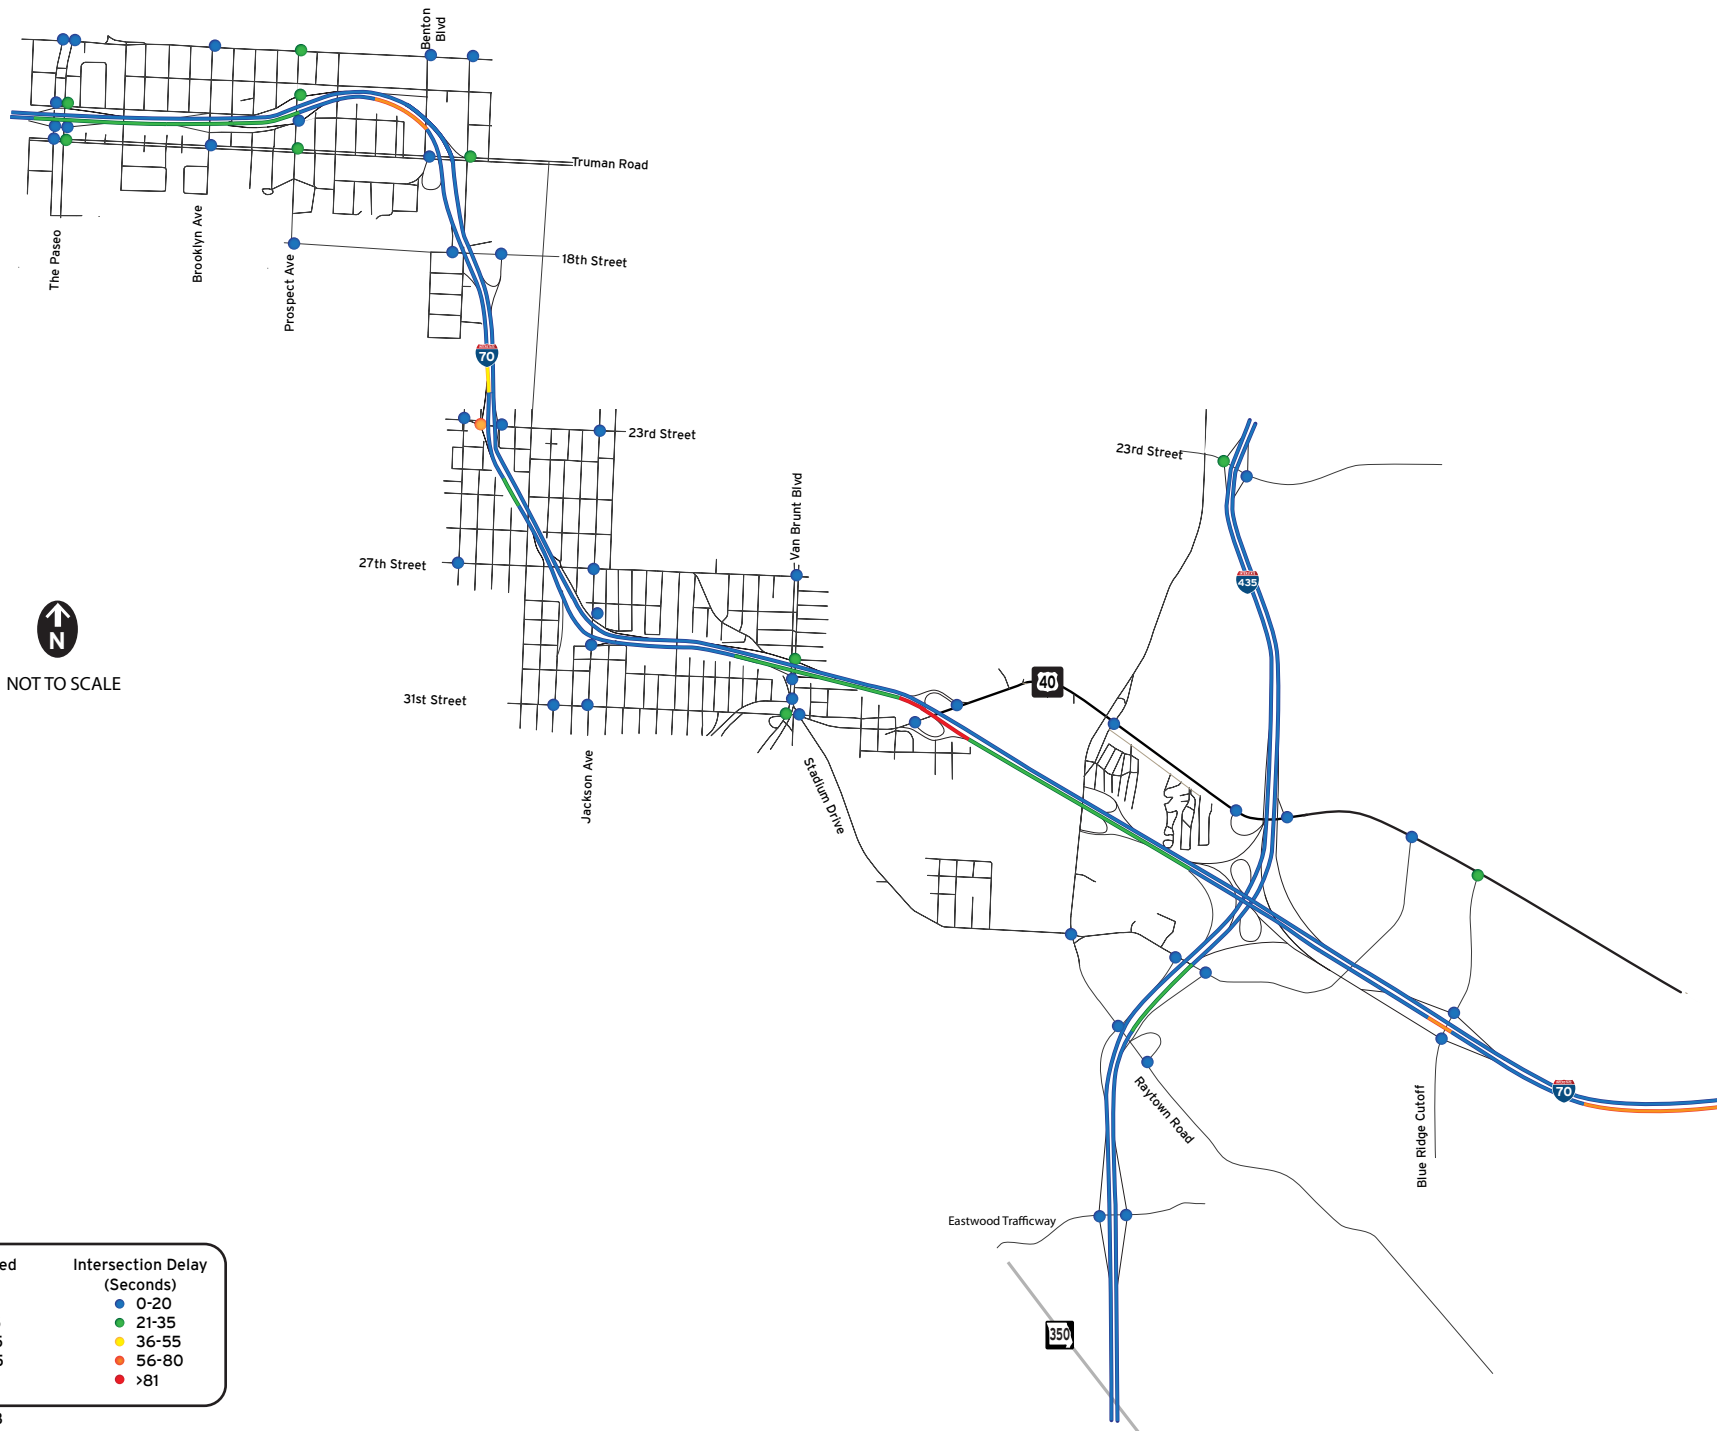 Benton
Blvd
Truman Road
The Paseo
Brooklyn Ave
Prospect Ave
18th Street
70
23rd Street
23rd Street
Van Brunt Blvd
27th Street
435
N
NOT TO SCALE
40
31st Street
Jackson Ave
Stadium Drive
Raytown Road
Blue Ridge Cutoff
70
Eastwood Trafficway
350
ed
Intersection Delay
(Seconds)
0-20
21-35
36-55
56-80
>81